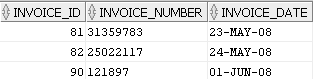 INVOICE_ID INVOICE_NUMBER INVOICE_DATE
81 31359783 23-MAY-08
82 25022117 24-MAY-08
90 121897 01-JUN-08